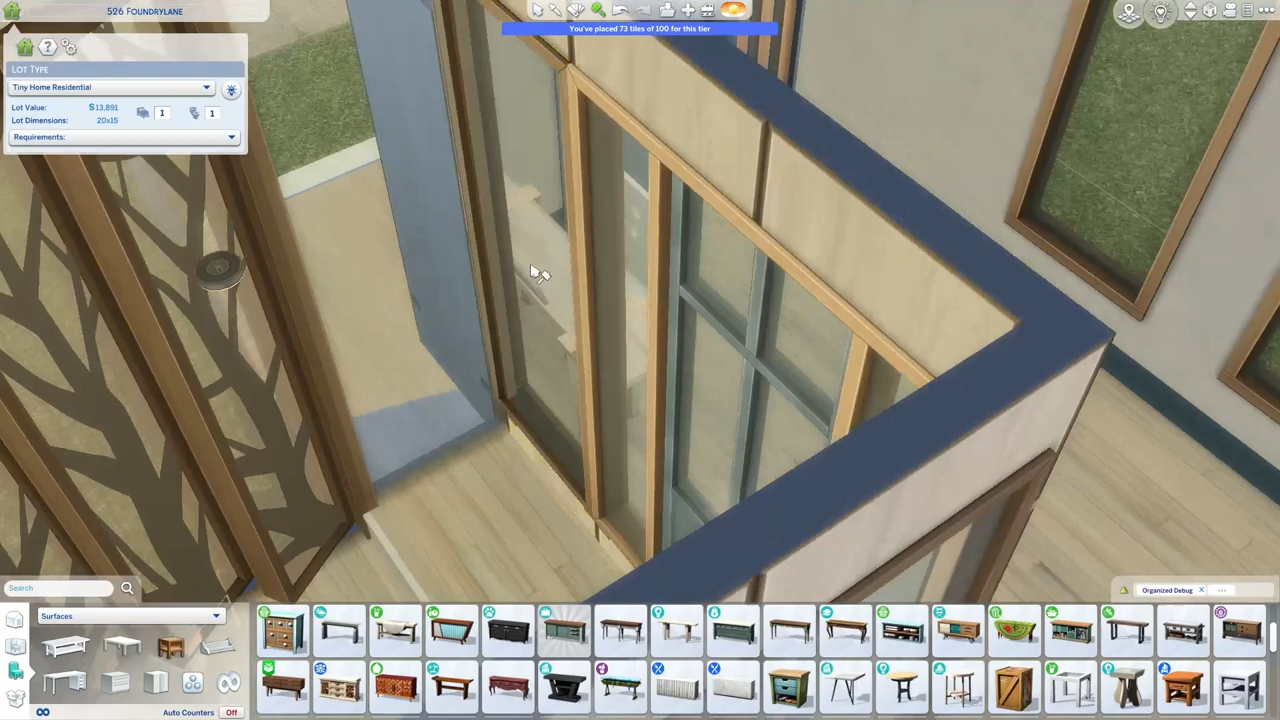 526 Foundrylane
You've placed 73 tiles of 100 for this tier
Lot Type
Tiny Home Residential
Lot Value: §13,891
1
1
Lot Dimensions: 20x15
Requirements:
Search
Organized Debug
Surfaces
Auto Counters Off